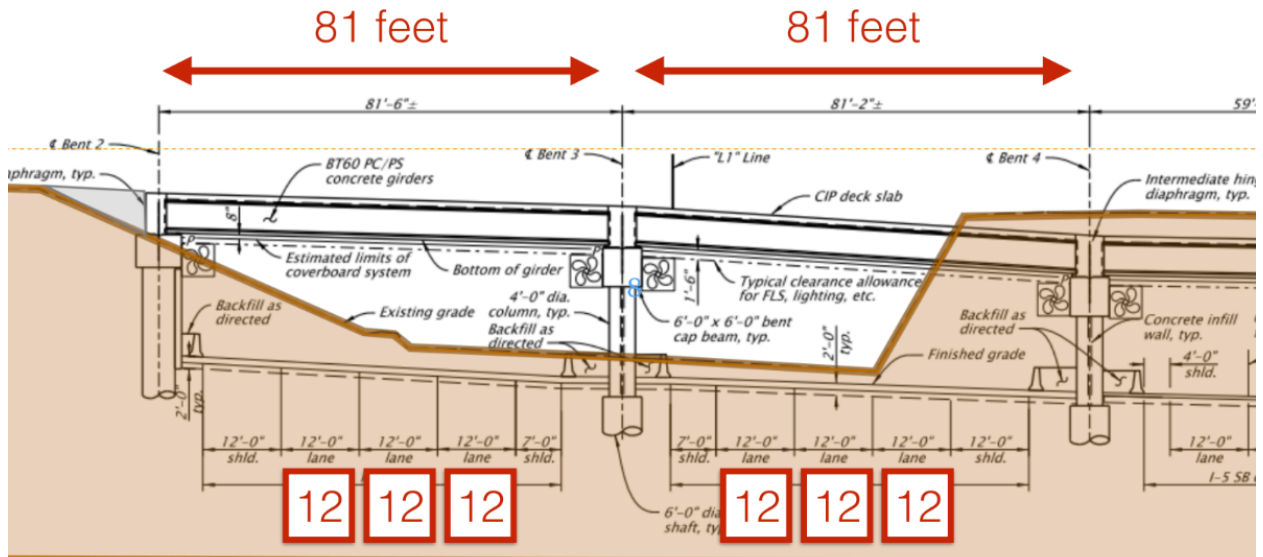 81 feet
81 feet
81'-6"±
81'-2"±
59'-
℄ Bent 2
℄ Bent 3
"L1" Line
℄ Bent 4
aphragm, typ.
BT60 PC/PS
concrete girders
CIP deck slab
Intermediate hing
diaphragm, typ.
8"
Estimated limits of
coverboard system
Bottom of girder
Typical clearance allowance
for FLS, lighting, etc.
1'-6"
Backfill as
directed
Existing grade
4'-0" dia.
column, typ.
Backfill as
directed
6'-0" x 6'-0" bent
cap beam, typ.
2'-0"
typ.
Backfill as
directed
Concrete infill
wall, typ.
Finished grade
4'-0"
shld.
2'-0"
typ.
12'-0"
shld.
12'-0"
lane
12'-0"
lane
12'-0"
lane
7'-0"
shld.
7'-0"
shld.
12'-0"
lane
12'-0"
lane
12'-0"
lane
12'-0"
shld.
12'-0"
lane
I-5 SB
12
12
12
6'-0" dia
shaft, typ
12
12
12